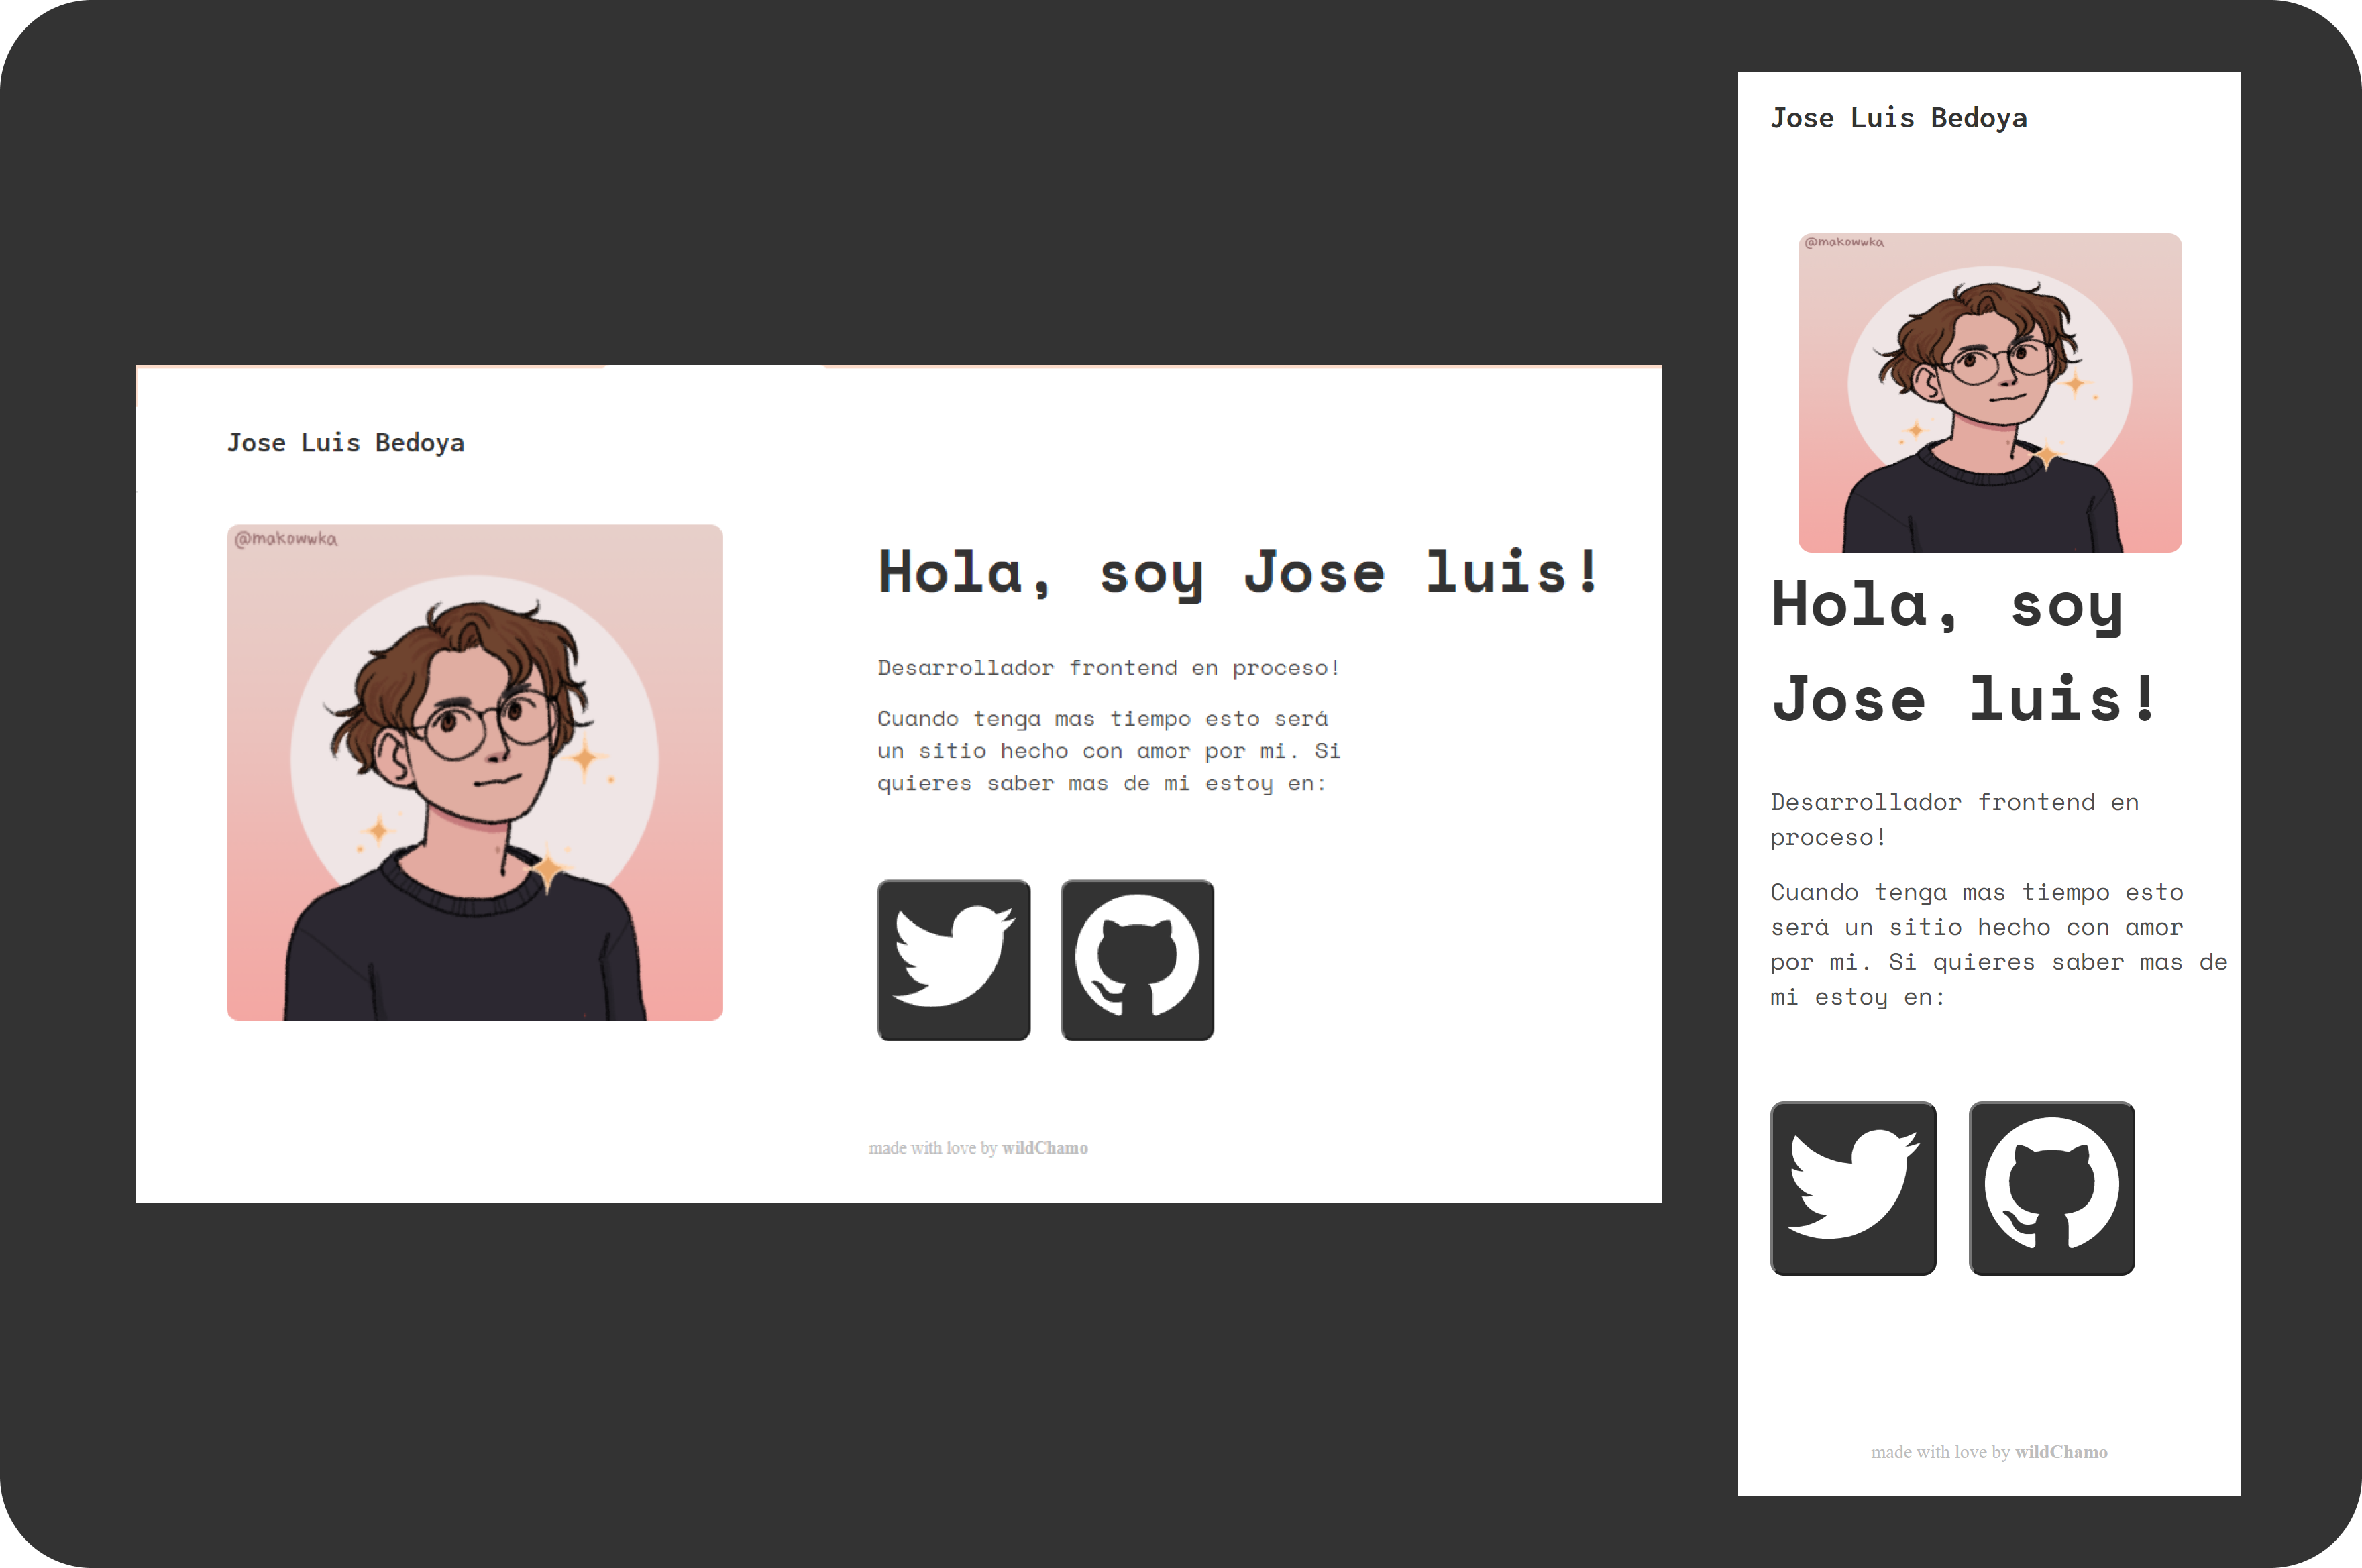 Jose Luis Bedoya
@makowwka
Hola, soy Jose luis!
Desarrollador frontend en proceso!
Cuando tenga mas tiempo esto será
un sitio hecho con amor por mi. Si
quieres saber mas de mi estoy en:
made with love by wildChamo
Jose Luis Bedoya
@makowwka
Hola, soy
Jose luis!
Desarrollador frontend en
proceso!
Cuando tenga mas tiempo esto
será un sitio hecho con amor
por mi. Si quieres saber mas de
mi estoy en:
made with love by wildChamo